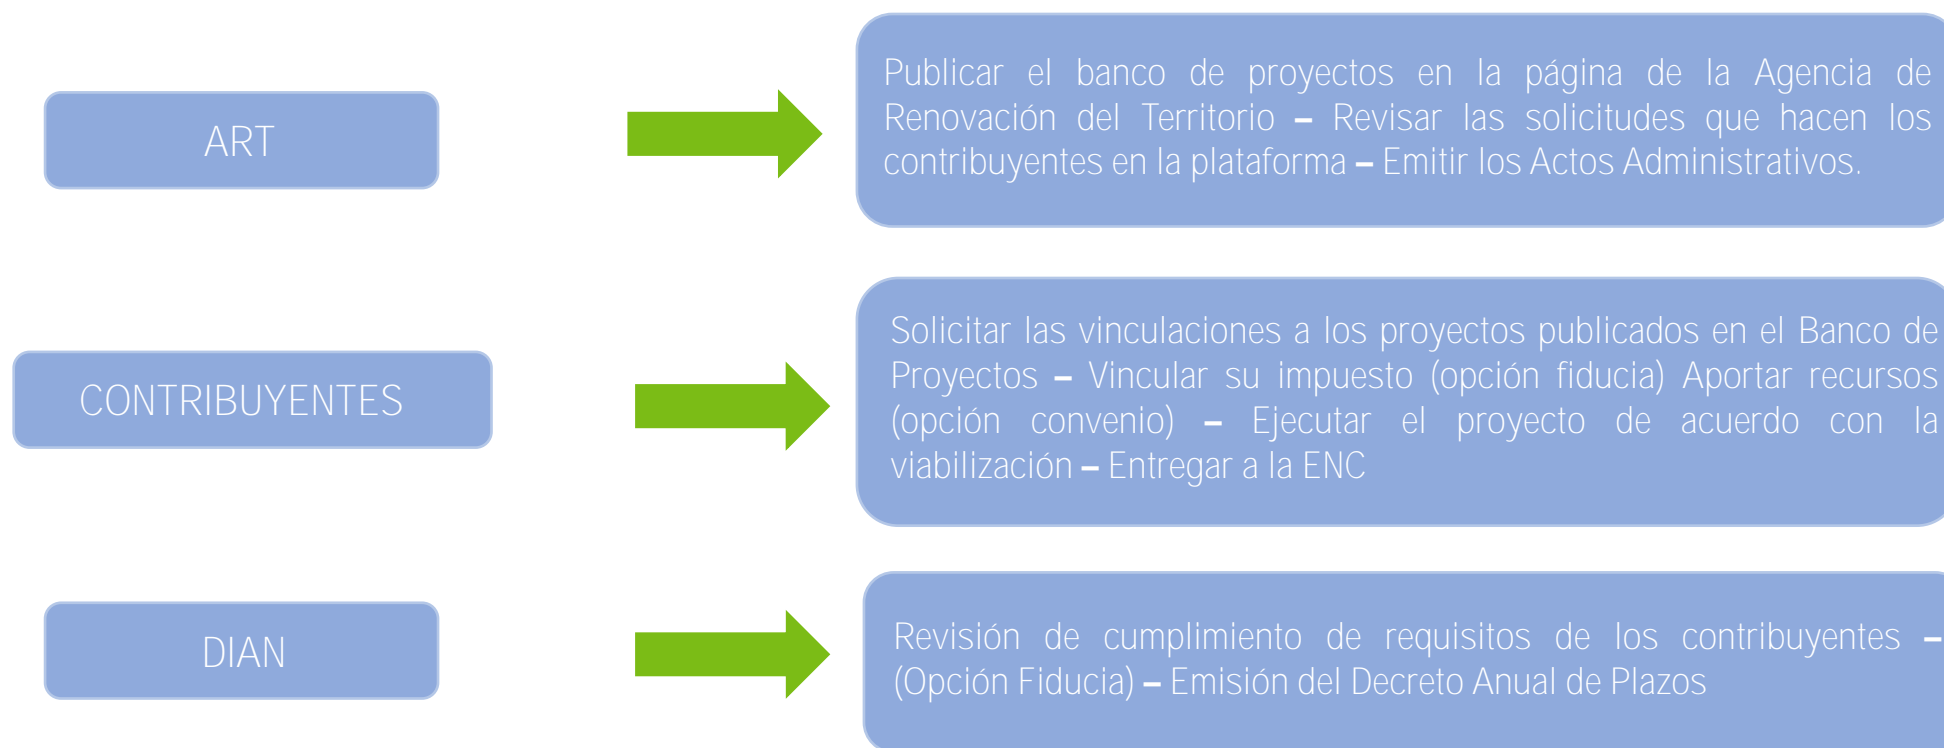 ART
Publicar el banco de proyectos en la página de la Agencia de
Renovación del Territorio – Revisar las solicitudes que hacen los
contribuyentes en la plataforma – Emitir los Actos Administrativos.
CONTRIBUYENTES
Solicitar las vinculaciones a los proyectos publicados en el Banco de
Proyectos – Vincular su impuesto (opción fiducia) Aportar recursos
(opción convenio) – Ejecutar el proyecto de acuerdo con la
viabilización – Entregar a la ENC
DIAN
Revisión de cumplimiento de requisitos de los contribuyentes –
(Opción Fiducia) – Emisión del Decreto Anual de Plazos